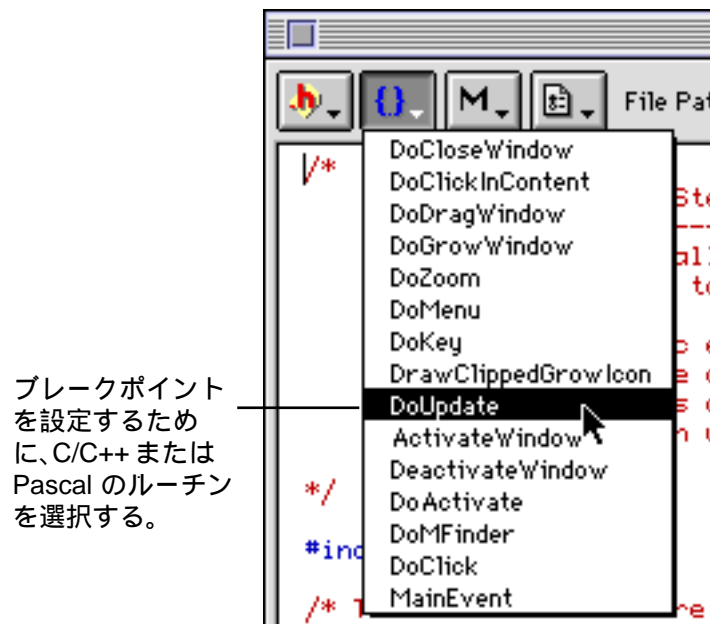 M
File Pat
/*
DoCloseWindow
DoClickInContent
DoDragWindow
DoGrowWindow
DoZoom
DoMenu
DoKey
DrawClippedGrowIcon
DoUpdate
ActivateWindow
DeactivateWindow
DoActivate
DoMFinder
DoClick
MainEvent
ブレークポイント
を設定するため
に、C/C++ または
Pascal のルーチン
を選択する。
*/
#inc
/*